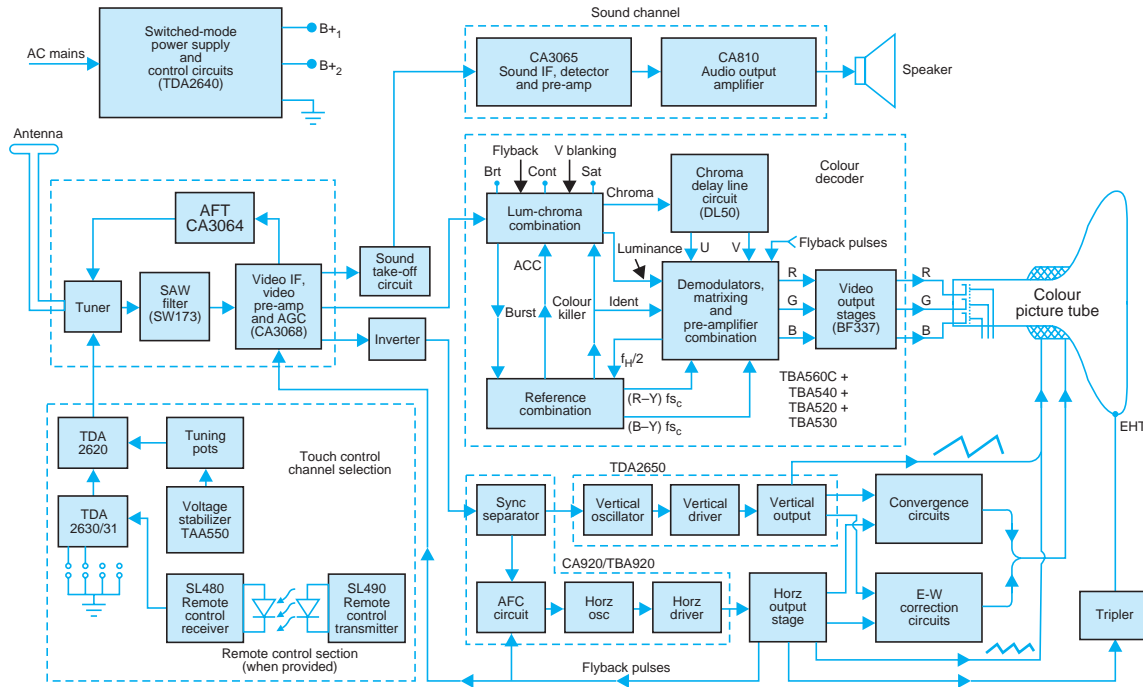 Sound channel
AC mains
Switched-mode
power supply
and
control circuits
(TDA2640)
B+1
B+2
CA3065
Sound IF, detector
and pre-amp
CA810
Audio output
amplifier
Speaker
Antenna
AFT
CA3064
Tuner
SAW
filter
(SW173)
Video IF,
video
pre-amp
and AGC
(CA3068)
Sound
take-off
circuit
Inverter
Flyback
V blanking
Brt
Cont
Sat
Chroma
Lum-chroma
combination
Chroma
delay line
circuit
(DL50)
Colour
decoder
U
V
Flyback pulses
Luminance
ACC
Colour
killer
Ident
Burst
Demodulators,
matrixing
and
pre-amplifier
combination
R
G
B
Video
output
stages
(BF337)
R
G
B
Colour
picture tube
fH/2
Reference
combination
(R–Y) fsc
(B–Y) fsc
TBA560C +
TBA540 +
TBA520 +
TBA530
EHT
TDA
2620
Tuning
pots
Touch control
channel selection
TDA
2630/31
Voltage
stabilizer
TAA550
SL480
Remote
control
receiver
SL490
Remote
control
transmitter
Remote control section
(when provided)
TDA2650
Sync
separator
Vertical
oscillator
Vertical
driver
Vertical
output
Convergence
circuits
CA920/TBA920
AFC
circuit
Horz
osc
Horz
driver
Horz
output
stage
E-W
correction
circuits
Tripler
Flyback pulses